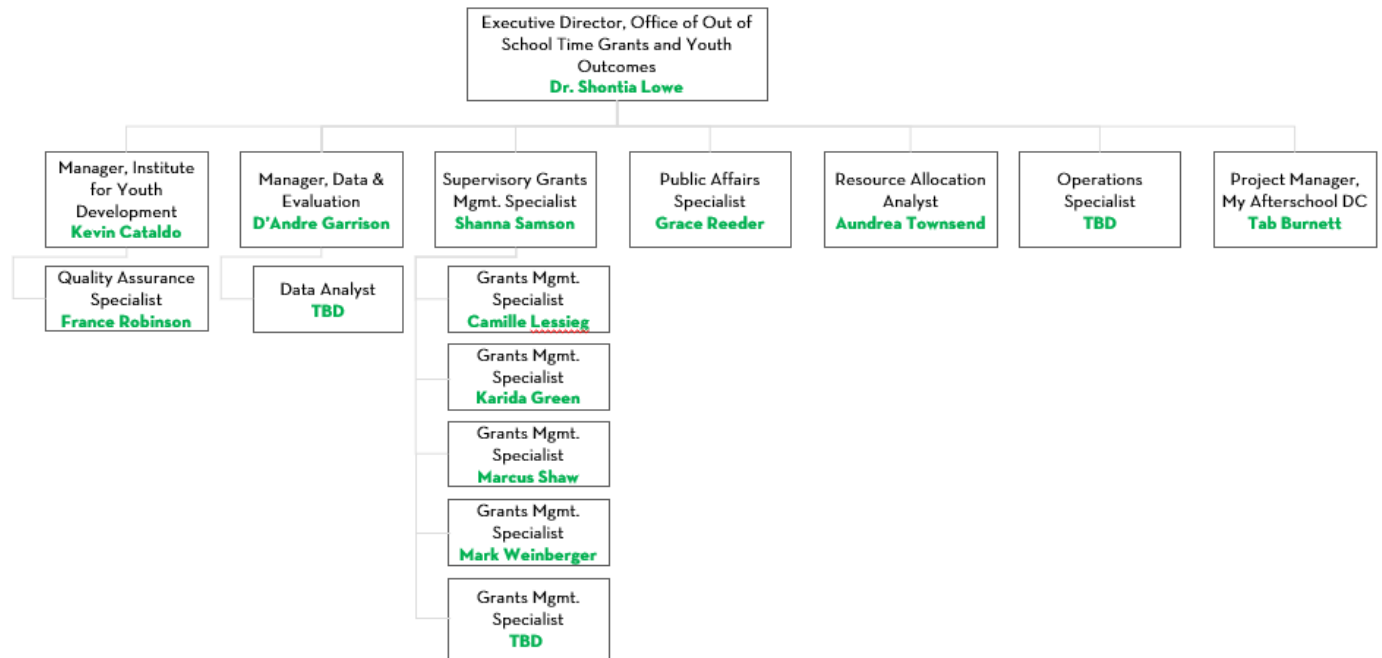 Executive Director, Office of Out of
School Time Grants and Youth
Outcomes
Dr. Shontia Lowe
Manager, Institute
for Youth
Development
Kevin Cataldo
Manager, Data &
Evaluation
D'Andre Garrison
Supervisory Grants
Mgmt. Specialist
Shanna Samson
Public Affairs
Specialist
Grace Reeder
Resource Allocation
Analyst
Aundrea Townsend
Operations
Specialist
TBD
Project Manager,
My Afterschool DC
Tab Burnett
Quality Assurance
Specialist
France Robinson
Data Analyst
TBD
Grants Mgmt.
Specialist
Camille Lessieg
Grants Mgmt.
Specialist
Karida Green
Grants Mgmt.
Specialist
Marcus Shaw
Grants Mgmt.
Specialist
Mark Weinberger
Grants Mgmt.
Specialist
TBD